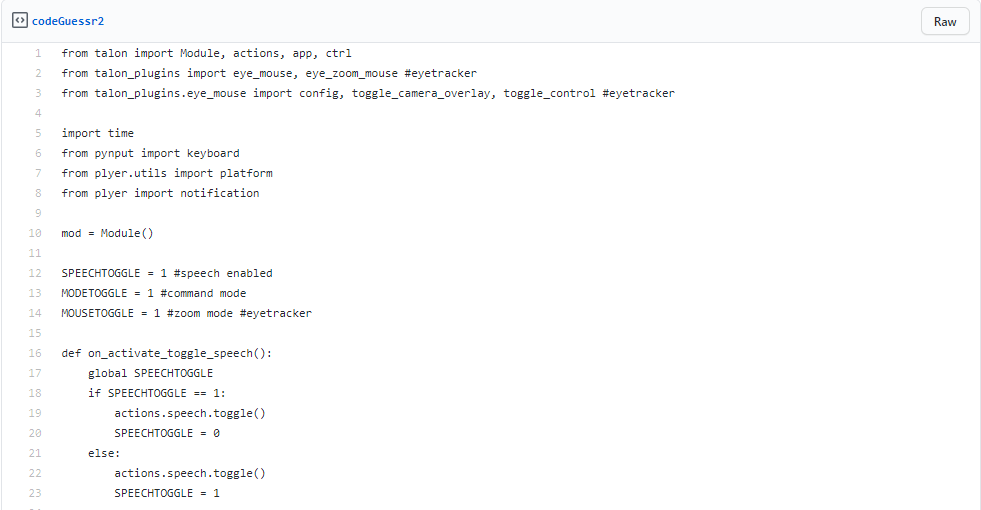 codeGuessr2
Raw
1 from talon import Module, actions, app, ctrl
2 from talon_plugins import eye_mouse, eye_zoom_mouse #eyetracker
3 from talon_plugins.eye_mouse import config, toggle_camera_overlay, toggle_control #eyetracker
4
5 import time
6 from pynput import keyboard
7 from plyer.utils import platform
8 from plyer import notification
9
10 mod = Module()
11
12 SPEECHTOGGLE = 1 #speech enabled
13 MODETOGGLE = 1 #command mode
14 MOUSETOGGLE = 1 #zoom mode #eyetracker
15
16 def on_activate_toggle_speech():
17     global SPEECHTOGGLE
18     if SPEECHTOGGLE == 1:
19         actions.speech.toggle()
20         SPEECHTOGGLE = 0
21     else:
22         actions.speech.toggle()
23         SPEECHTOGGLE = 1